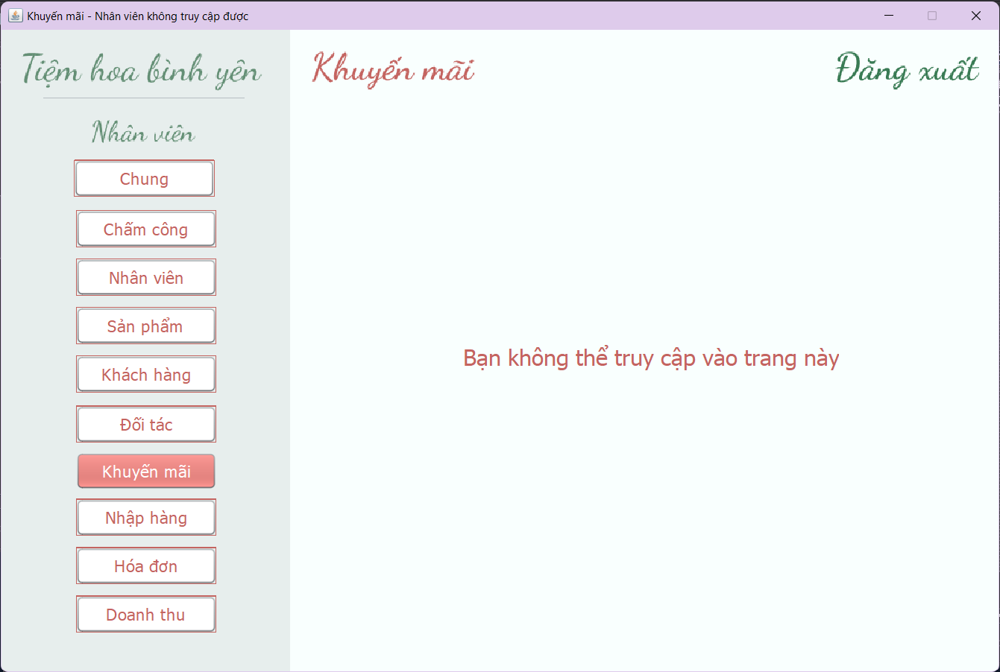 Khuyến mãi - Nhân viên không truy cập được
Tiệm hoa bình yên
Nhân viên
Chung
Chấm công
Nhân viên
Sản phẩm
Khách hàng
Đối tác
Khuyến mãi
Nhập hàng
Hóa đơn
Doanh thu
Khuyến mãi
Đăng xuất
Bạn không thể truy cập vào trang này